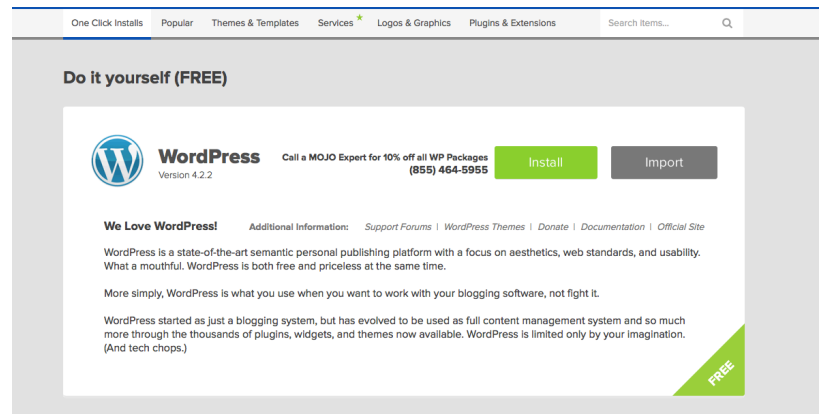 One Click Installs Popular Themes & Templates Services Logos & Graphics Plugins & Extensions Search items...
Do it yourself (FREE)
WordPress
Version 4.2.2
Call a MOJO Expert for 10% off all WP Packages
(855) 464-5955
Install
Import
We Love WordPress! Additional Information: Support Forums | WordPress Themes | Donate | Documentation | Official Site
WordPress is a state-of-the-art semantic personal publishing platform with a focus on aesthetics, web standards, and usability.
What a mouthful. WordPress is both free and priceless at the same time.
More simply, WordPress is what you use when you want to work with your blogging software, not fight it.
WordPress started as just a blogging system, but has evolved to be used as full content management system and so much
more through the thousands of plugins, widgets, and themes now available. WordPress is limited only by your imagination.
(And tech chops.)
FREE